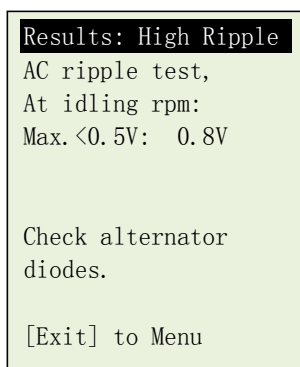 Results: High Ripple
AC ripple test,
At idling rpm:
Max.<0.5V: 0.8V
Check alternator
diodes.
[Exit] to Menu